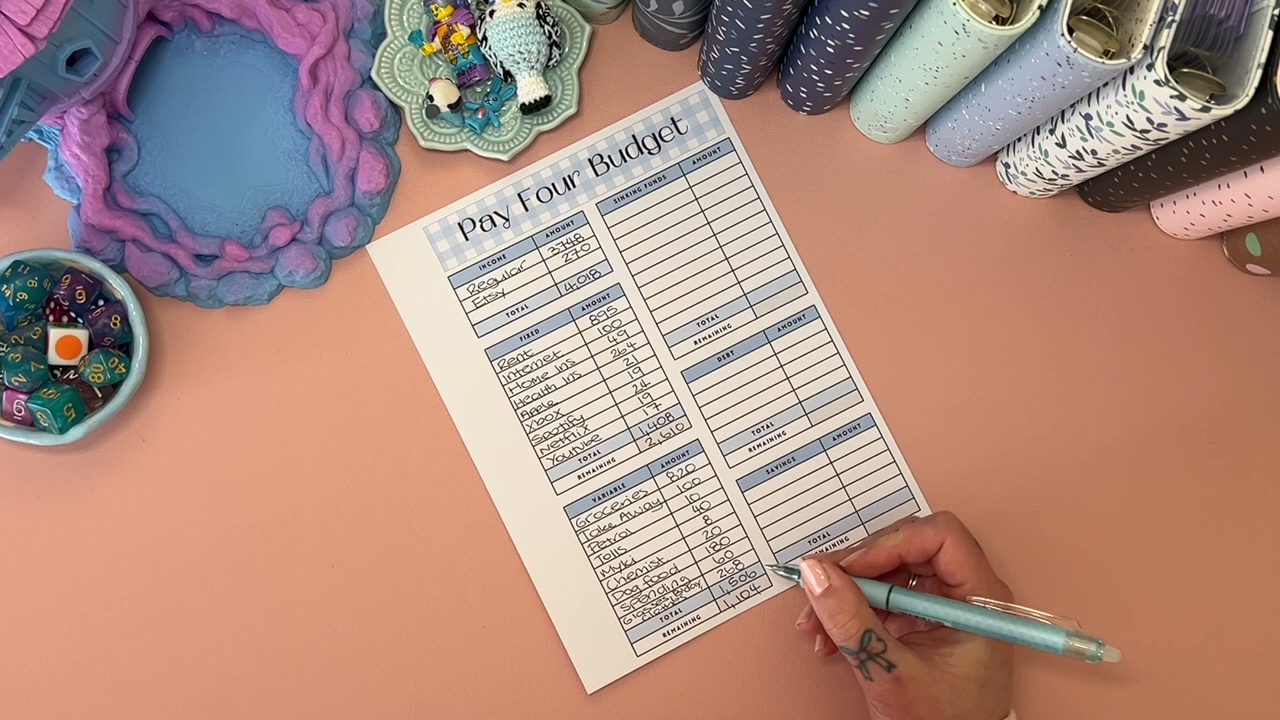 Pay Four Budget
INCOME AMOUNT
Regular 3748
Etsy 270
TOTAL 4,018
FIXED AMOUNT
Rent 895
Internet 100
Home Ins 49
Health Ins 264
Apple 21
Xbox 19
Spotify 24
Netflix 19
Youtube 17
TOTAL 1,408
REMAINING 2,610
VARIABLE AMOUNT
Groceries 820
Take Away 100
Petrol 10
Tolls 40
Myki 8
Chemist 20
Dog food 180
Spending 60
268
TOTAL 1,506
REMAINING 1,104
SINKING FUNDS AMOUNT
TOTAL
REMAINING
DEBT AMOUNT
TOTAL
REMAINING
SAVINGS AMOUNT
TOTAL
REMAINING